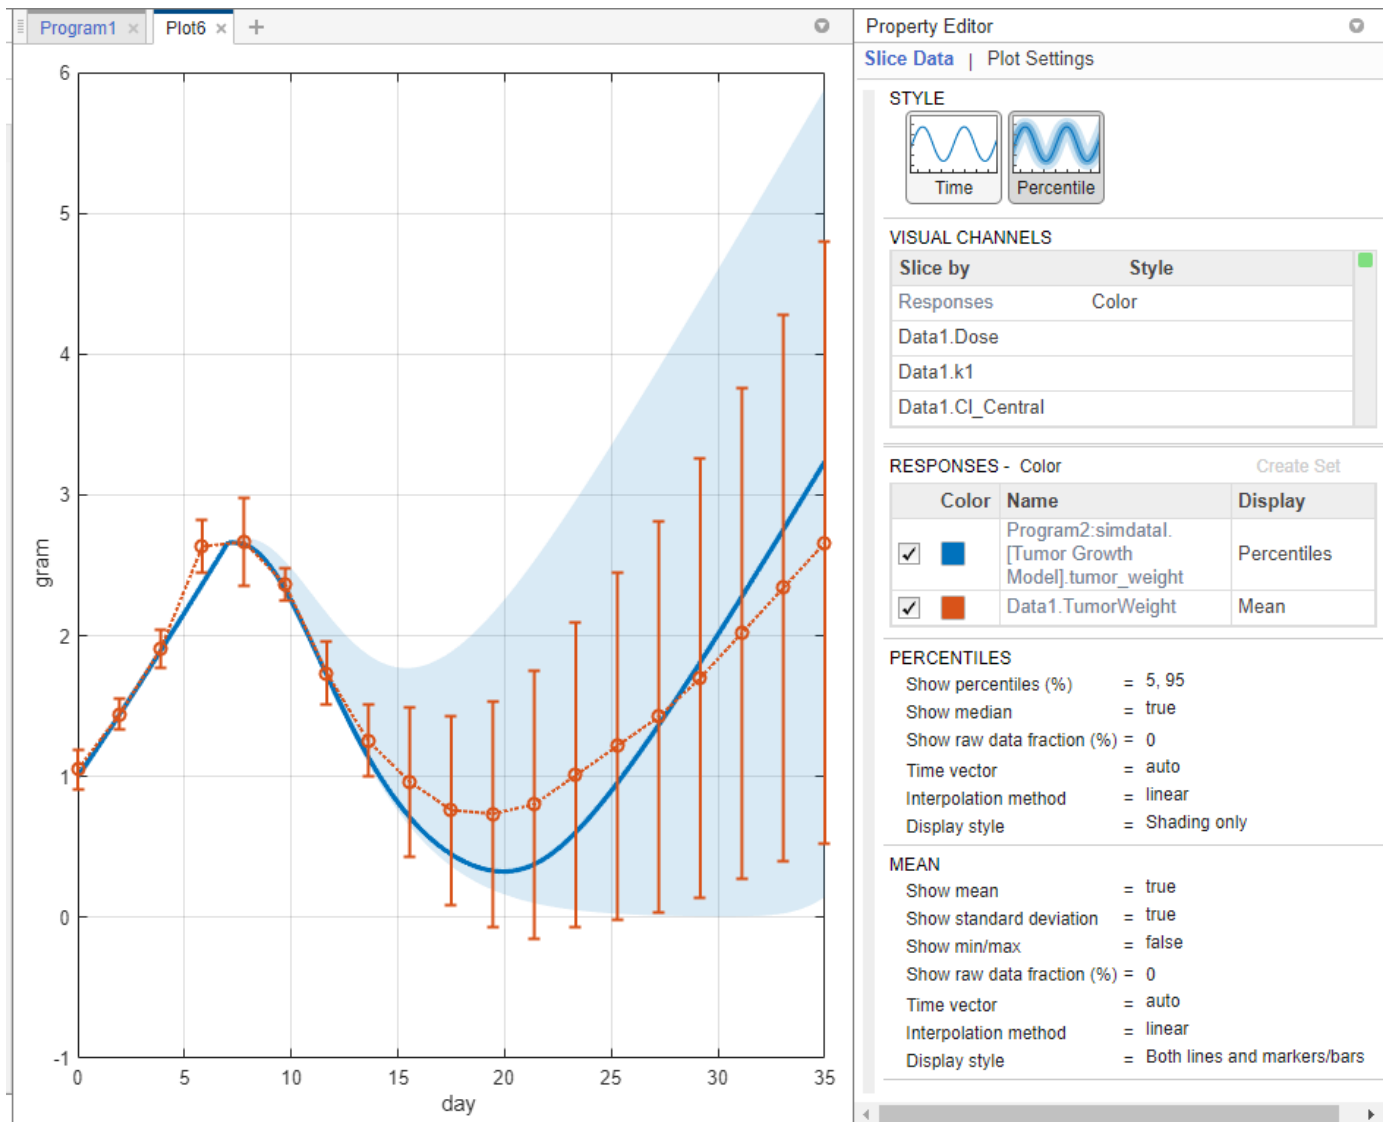 Program1 × Plot6 × +
6
5
4
3
2
1
0
-1
gram
0 5 10 15 20 25 30 35
day
Property Editor
Slice Data | Plot Settings
STYLE
Time Percentile
VISUAL CHANNELS
Slice by Style
Responses Color
Data1.Dose
Data1.k1
Data1.Cl_Central
RESPONSES - Color Create Set
Color Name Display
Program2:simdataI.
[Tumor Growth
Model].tumor_weight
Percentiles
Data1.TumorWeight Mean
PERCENTILES
Show percentiles (%) = 5, 95
Show median = true
Show raw data fraction (%) = 0
Time vector = auto
Interpolation method = linear
Display style = Shading only
MEAN
Show mean = true
Show standard deviation = true
Show min/max = false
Show raw data fraction (%) = 0
Time vector = auto
Interpolation method = linear
Display style = Both lines and markers/bars